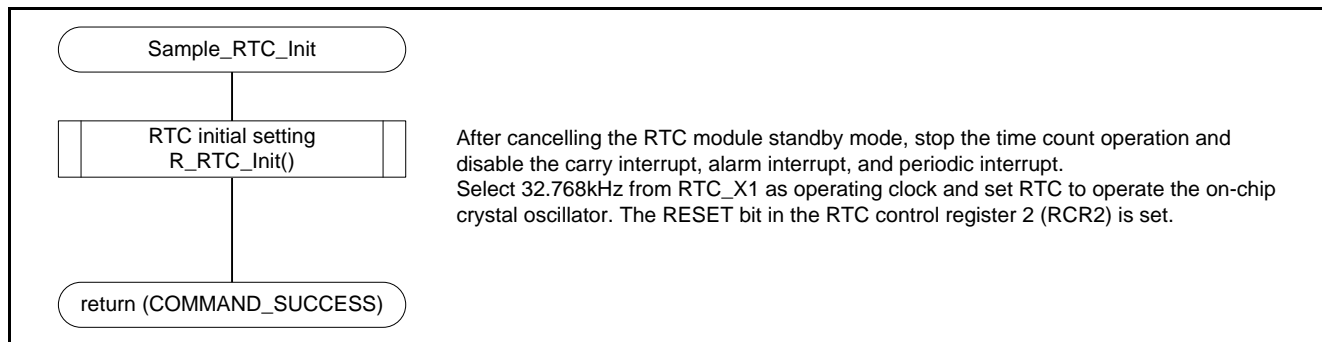 Sample_RTC_Init
RTC initial setting
R_RTC_Init()
After cancelling the RTC module standby mode, stop the time count operation and
disable the carry interrupt, alarm interrupt, and periodic interrupt.
Select 32.768kHz from RTC_X1 as operating clock and set RTC to operate the on-chip
crystal oscillator. The RESET bit in the RTC control register 2 (RCR2) is set.
return (COMMAND_SUCCESS)